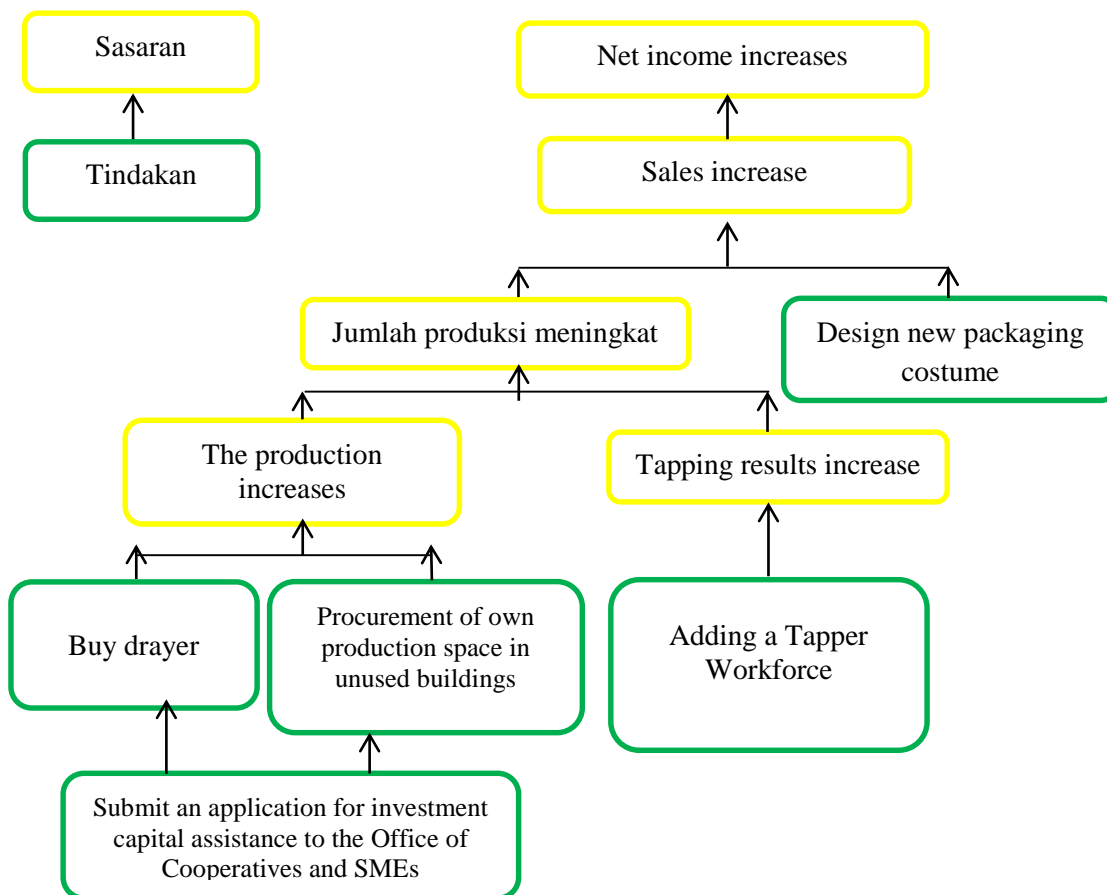 Sasaran
Tindakan
Net income increases
Sales increase
Jumlah produksi meningkat
Design new packaging
costume
The production
increases
Tapping results increase
Buy drayer
Procurement of own
production space in
unused buildings
Adding a Tapper
Workforce
Submit an application for investment
capital assistance to the Office of
Cooperatives and SMEs